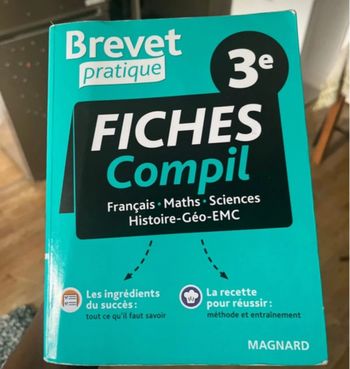 Brevet
pratique
3e
FICHES
Compil
Français • Maths • Sciences
Histoire-Géo-EMC
Les ingrédients
du succès :
tout ce qu'il faut savoir
La recette
pour réussir :
méthode et entraînement
MAGNARD